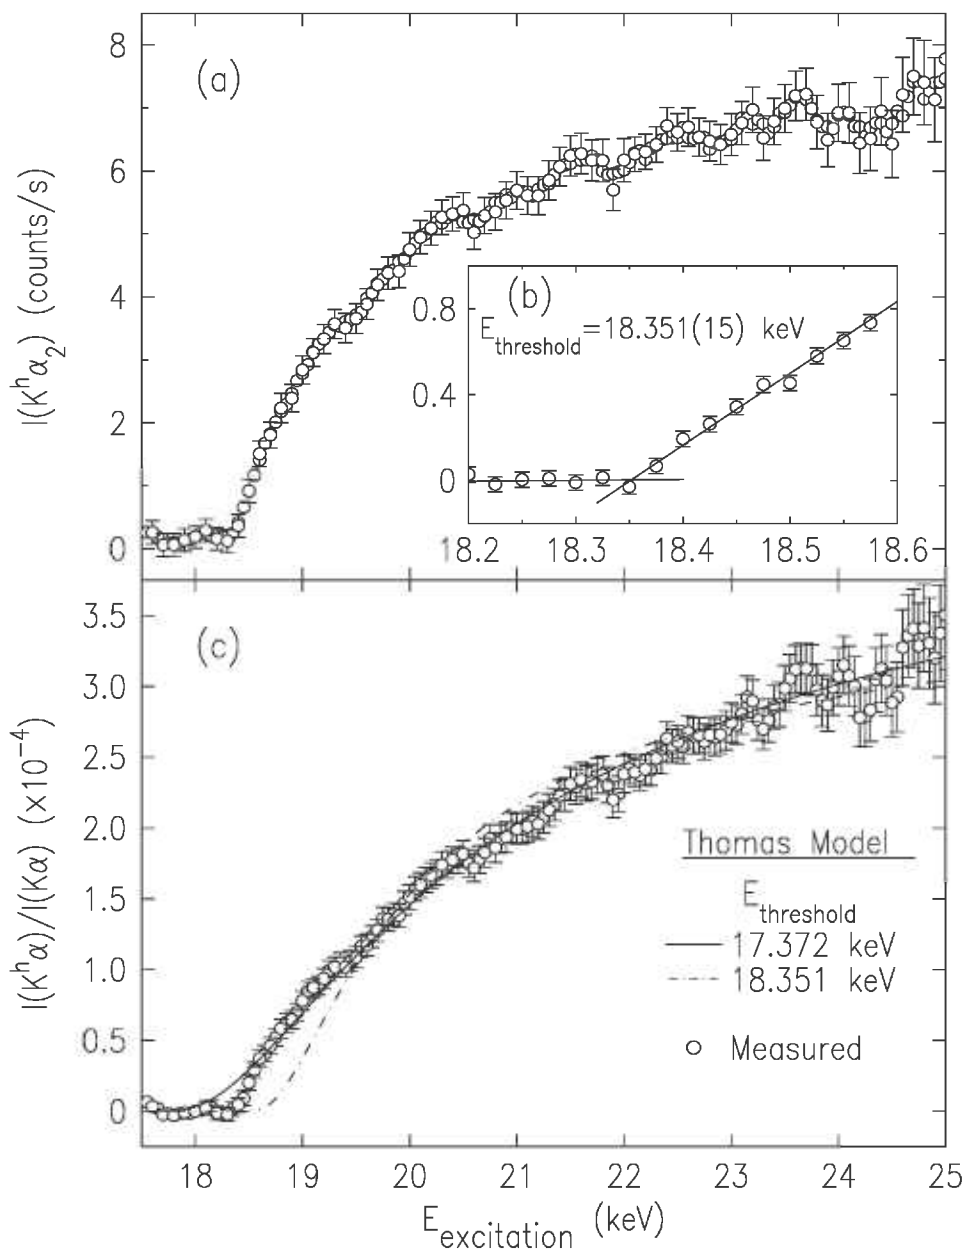 (a)
8
6
4
2
0
I(K^hα_2) (counts/s)
(b)
E_threshold=18.351(15) keV
0.8
0.4
0
18.2 18.3 18.4 18.5 18.6
(c)
3.5
3.0
2.5
2.0
1.5
1.0
0.5
0
I(K^hα)/I(Kα) (x10^-4)
Thomas Model
E_threshold
17.372 keV
18.351 keV
Measured
18 19 20 21 22 23 24 25
E_excitation (keV)